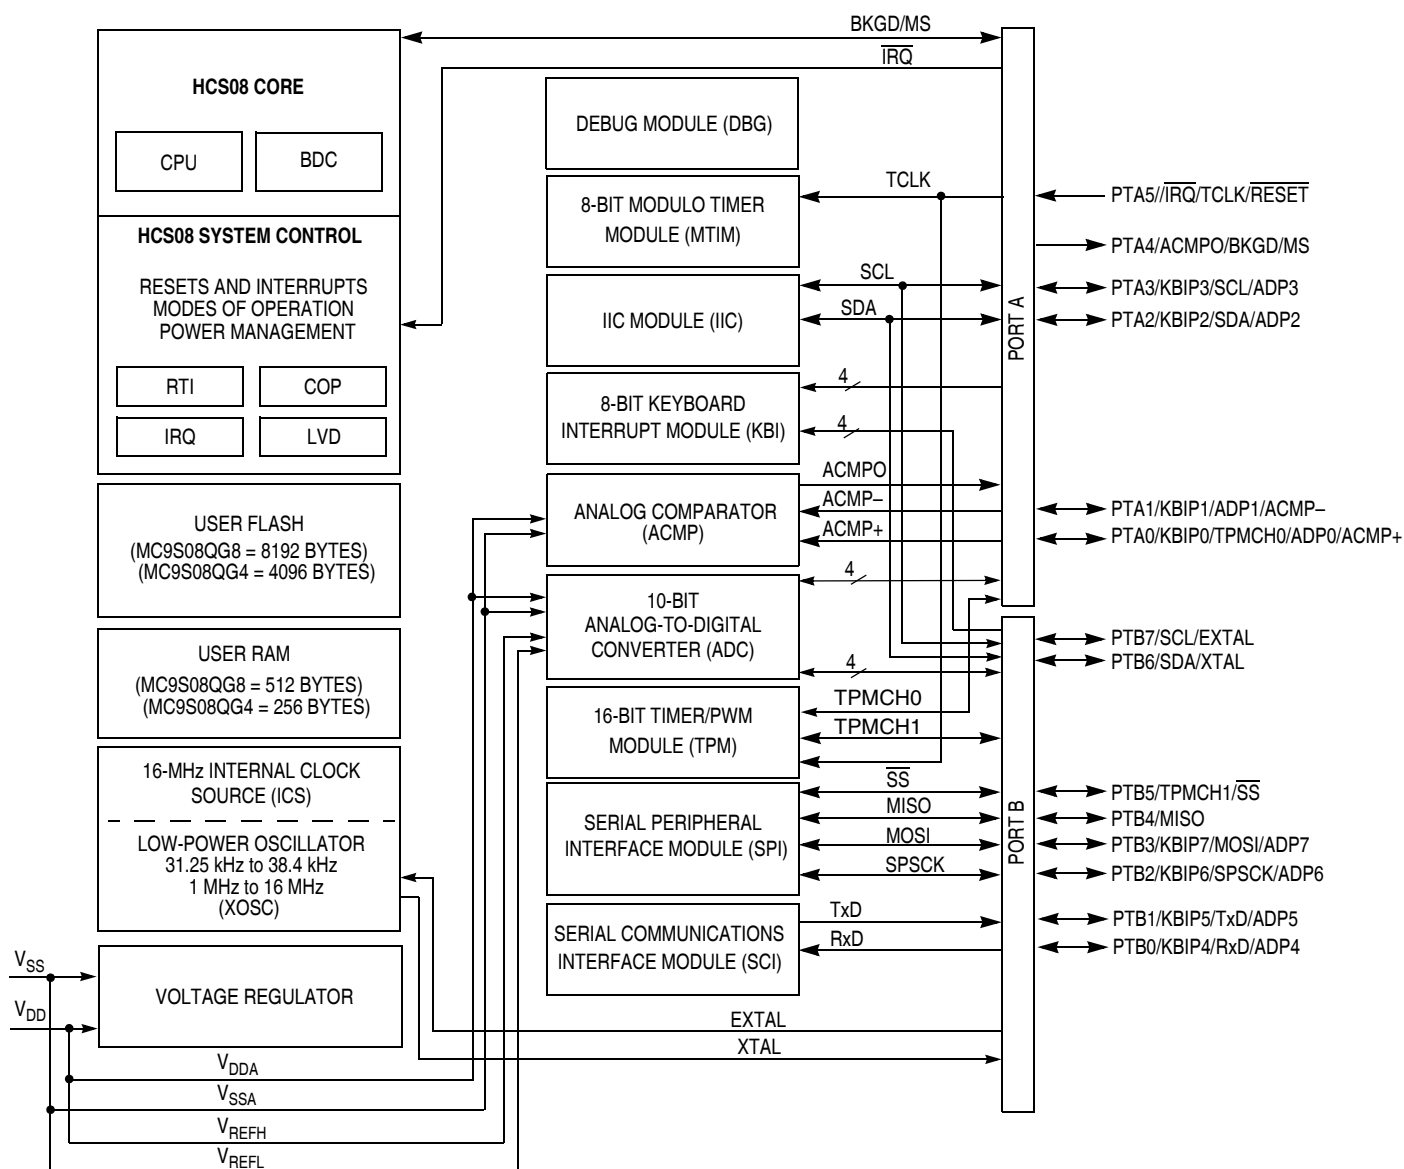 BKGD/MS
IRQ
HCS08 CORE
CPU
BDC
HCS08 SYSTEM CONTROL
RESETS AND INTERRUPTS
MODES OF OPERATION
POWER MANAGEMENT
RTI
COP
IRQ
LVD
USER FLASH
(MC9S08QG8 = 8192 BYTES)
(MC9S08QG4 = 4096 BYTES)
USER RAM
(MC9S08QG8 = 512 BYTES)
(MC9S08QG4 = 256 BYTES)
16-MHz INTERNAL CLOCK
SOURCE (ICS)
LOW-POWER OSCILLATOR
31.25 kHz to 38.4 kHz
1 MHz to 16 MHz
(XOSC)
VSS
VDD
VOLTAGE REGULATOR
VDDA
VSSA
VREFH
VREFL
DEBUG MODULE (DBG)
8-BIT MODULO TIMER
MODULE (MTIM)
TCLK
IIC MODULE (IIC)
SCL
SDA
8-BIT KEYBOARD
INTERRUPT MODULE (KBI)
4
4
ANALOG COMPARATOR
(ACMP)
ACMPO
ACMP–
ACMP+
10-BIT
ANALOG-TO-DIGITAL
CONVERTER (ADC)
4
4
16-BIT TIMER/PWM
MODULE (TPM)
TPMCH0
TPMCH1
SERIAL PERIPHERAL
INTERFACE MODULE (SPI)
SS
MISO
MOSI
SPSCK
SERIAL COMMUNICATIONS
INTERFACE MODULE (SCI)
TxD
RxD
EXTAL
XTAL
PORT A
PORT B
PTA5//IRQ/TCLK/RESET
PTA4/ACMPO/BKGD/MS
PTA3/KBIP3/SCL/ADP3
PTA2/KBIP2/SDA/ADP2
PTA1/KBIP1/ADP1/ACMP–
PTA0/KBIP0/TPMCH0/ADP0/ACMP+
PTB7/SCL/EXTAL
PTB6/SDA/XTAL
PTB5/TPMCH1/SS
PTB4/MISO
PTB3/KBIP7/MOSI/ADP7
PTB2/KBIP6/SPSCK/ADP6
PTB1/KBIP5/TxD/ADP5
PTB0/KBIP4/RxD/ADP4